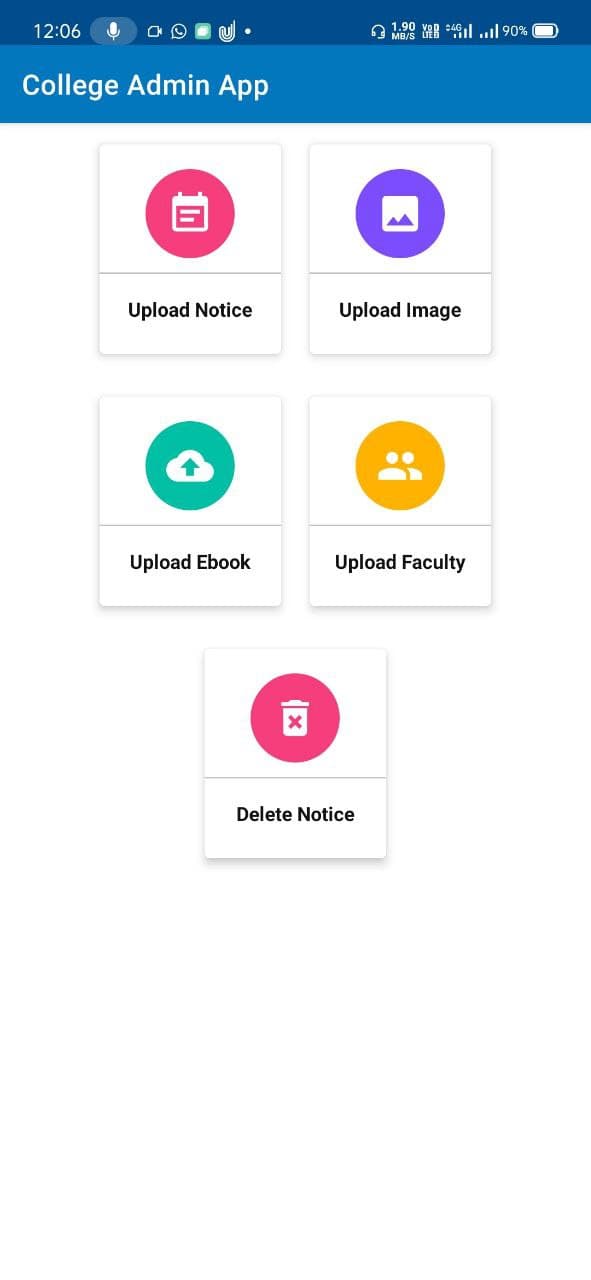 12:06 1.90 MB/S VoD LTE 4G 90%
College Admin App
Upload Notice Upload Image
Upload Ebook Upload Faculty
Delete Notice